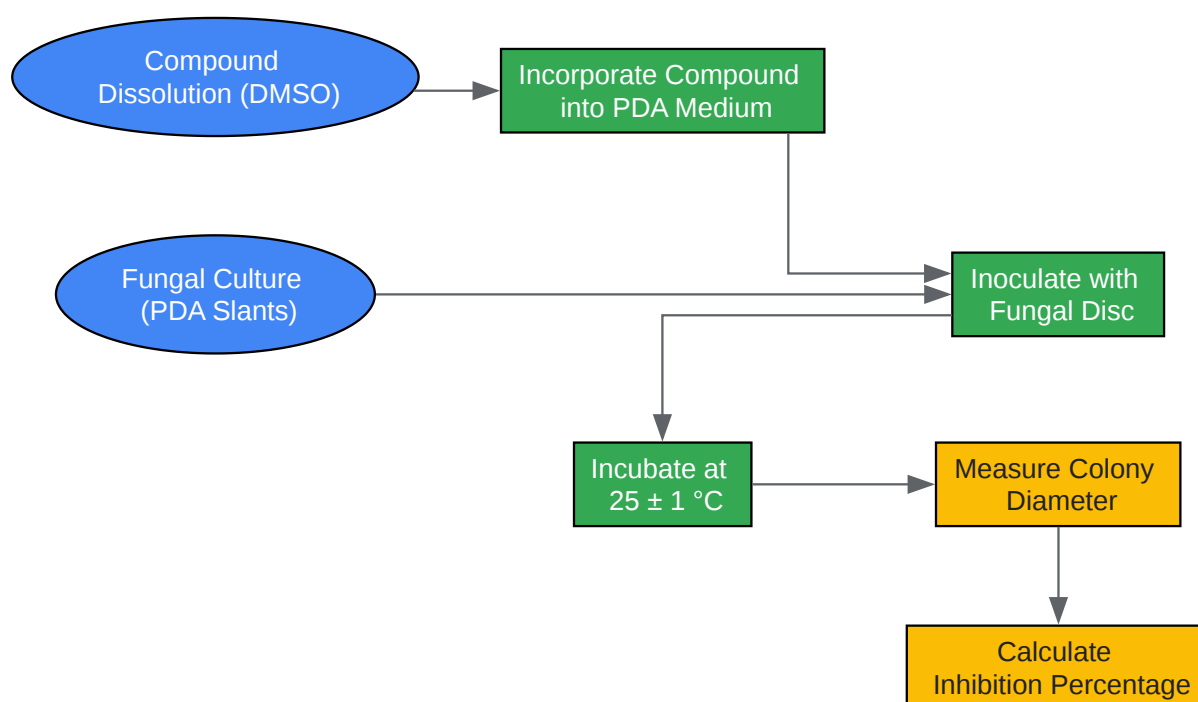 Compound
Dissolution (DMSO)
Incorporate Compound
into PDA Medium
Fungal Culture
(PDA Slants)
Inoculate with
Fungal Disc
Incubate at
25 ± 1 °C
Measure Colony
Diameter
Calculate
Inhibition Percentage